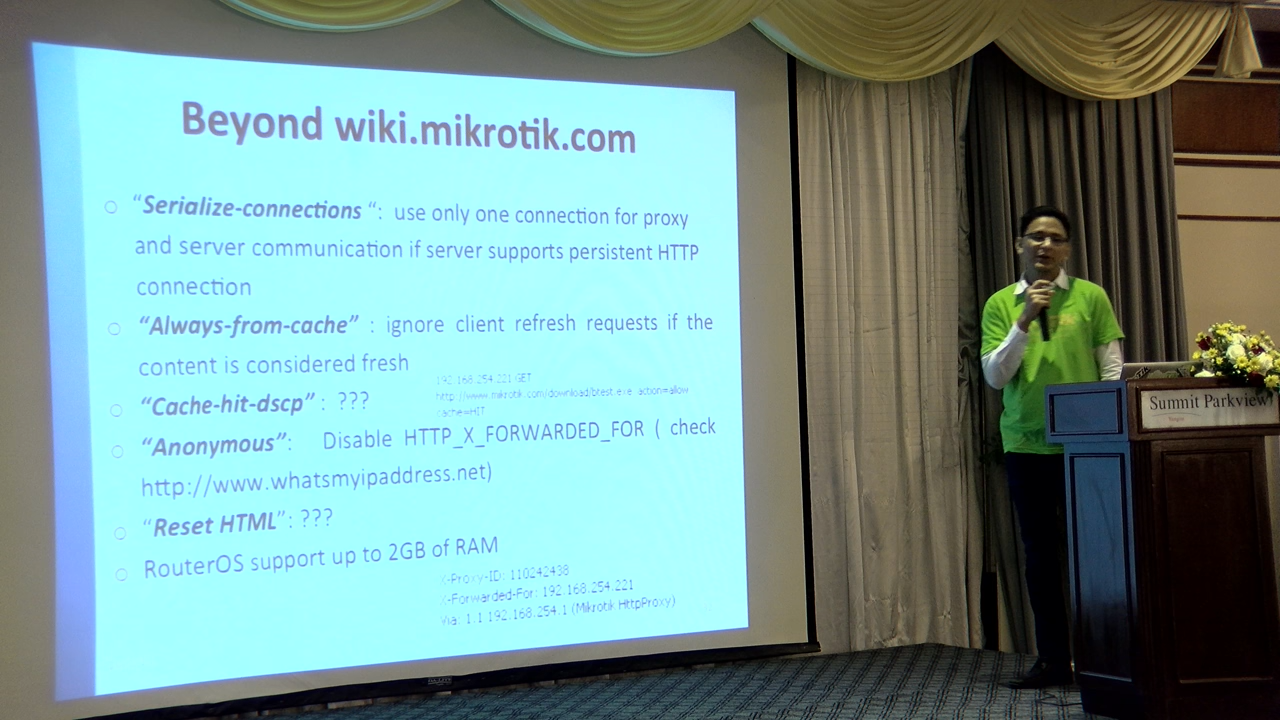 Beyond wiki.mikrotik.com
○ “Serialize-connections “: use only one connection for proxy
and server communication if server supports persistent HTTP
connection
○ “Always-from-cache” : ignore client refresh requests if the
content is considered fresh
192.168.254.221 GET
http://www.mikrotik.com/download/btest.exe action=allow
cache=HIT
○ “Cache-hit-dscp” : ???
○ “Anonymous”: Disable HTTP_X_FORWARDED_FOR ( check
http://www.whatsmyipaddress.net)
○ “Reset HTML”: ???
○ RouterOS support up to 2GB of RAM
X-Proxy-ID: 110242438
X-Forwarded-For: 192.168.254.221
Via: 1.1 192.168.254.1 (Mikrotik HttpProxy)
Summit Parkview